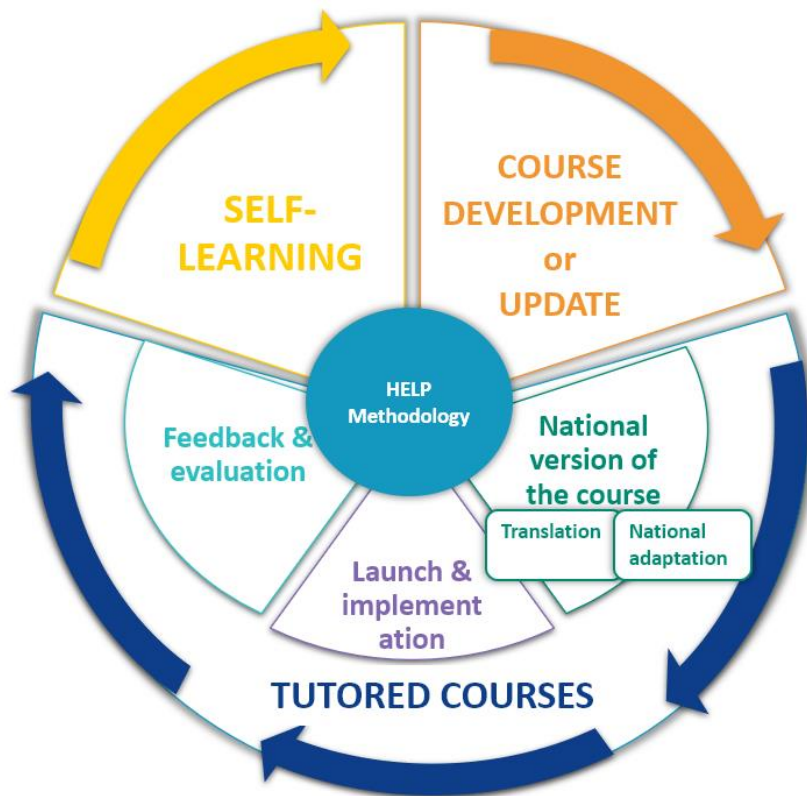 SELF-
LEARNING
COURSE
DEVELOPMENT
or
UPDATE
HELP
Methodology
Feedback &
evaluation
National
version of
the course
Translation
National
adaptation
Launch &
implement
ation
TUTORED COURSES